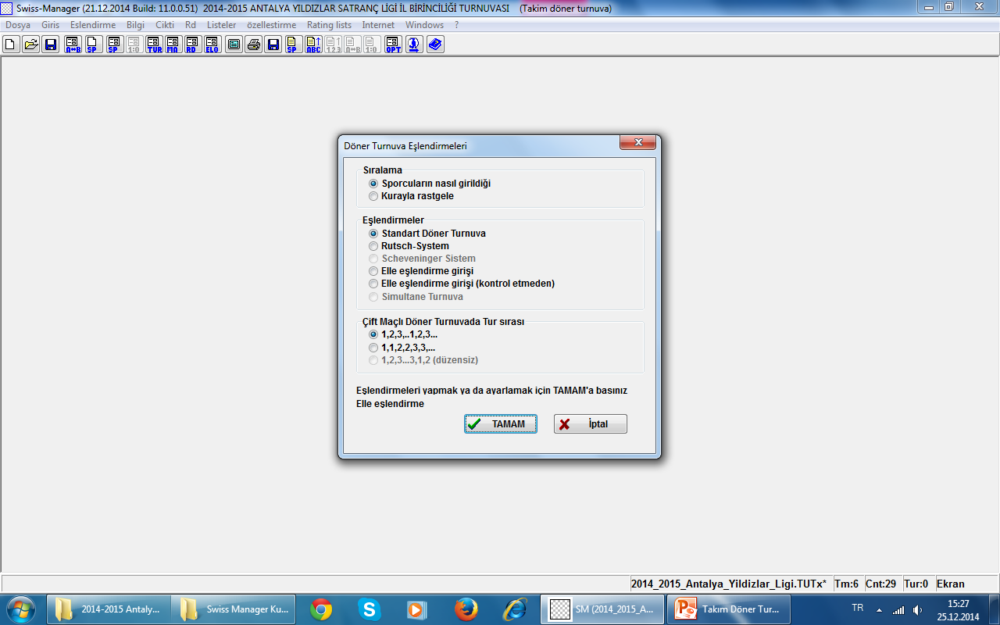 Swiss-Manager (21.12.2014 Build: 11.0.0.51)  2014-2015 ANTALYA YILDIZLAR SATRANÇ LİGİ İL BİRİNCİLİĞİ TURNUVASI    (Takim döner turnuva)
Dosya Giris Eslendirme Bilgi Cikti Rd Listeler özellestirme Rating lists Internet Windows ?
A↔B SP SP 1:0 TUR MA RD ELO SP ABC 1.2.3 A↔B 1:0 OPT
Döner Turnuva Eşlendirmeleri
Sıralama
Sporcuların nasıl girildiği
Kurayla rastgele
Eşlendirmeler
Standart Döner Turnuva
Rutsch-System
Scheveninger Sistem
Elle eşlendirme girişi
Elle eşlendirme girişi (kontrol etmeden)
Simultane Turnuva
Çift Maçlı Döner Turnuvada Tur sırası
1,2,3,..1,2,3...
1,1,2,2,3,3,...
1,2,3...3,1,2 (düzensiz)
Eşlendirmeleri yapmak ya da ayarlamak için TAMAM'a basınız
Elle eşlendirme
TAMAM İptal
2014_2015_Antalya_Yildizlar_Ligi.TUTx* Tm:6 Cnt:29 Tur:0 Ekran
2014-2015 Antaly... Swiss Manager Ku... SM (2014_2015_A... Takım Döner Tur... TR 15:27
25.12.2014